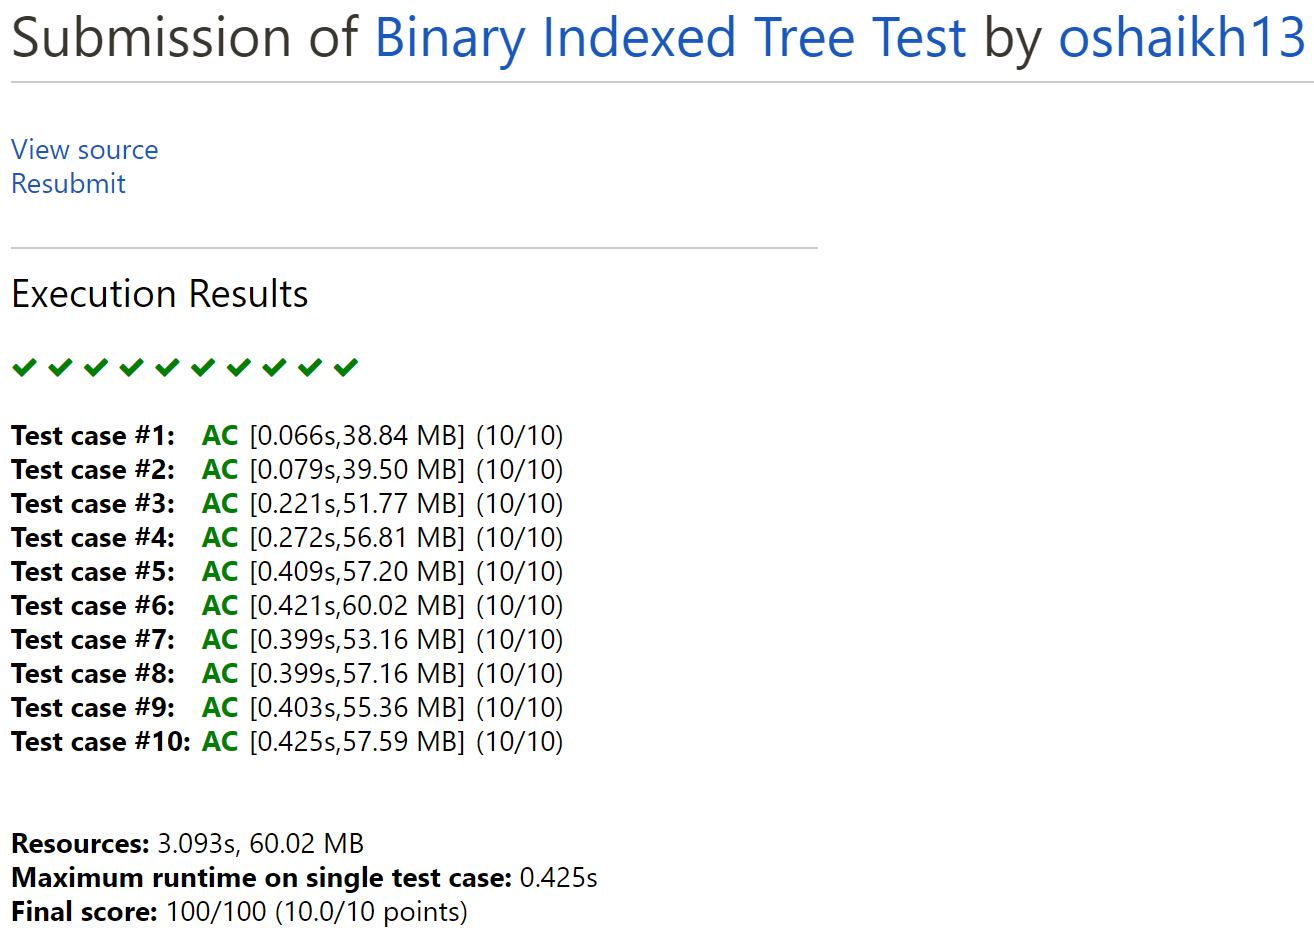 Submission of Binary Indexed Tree Test by oshaikh13
View source
Resubmit
Execution Results
Test case #1: AC [0.066s,38.84 MB] (10/10)
Test case #2: AC [0.079s,39.50 MB] (10/10)
Test case #3: AC [0.221s,51.77 MB] (10/10)
Test case #4: AC [0.272s,56.81 MB] (10/10)
Test case #5: AC [0.409s,57.20 MB] (10/10)
Test case #6: AC [0.421s,60.02 MB] (10/10)
Test case #7: AC [0.399s,53.16 MB] (10/10)
Test case #8: AC [0.399s,57.16 MB] (10/10)
Test case #9: AC [0.403s,55.36 MB] (10/10)
Test case #10: AC [0.425s,57.59 MB] (10/10)
Resources: 3.093s, 60.02 MB
Maximum runtime on single test case: 0.425s
Final score: 100/100 (10.0/10 points)